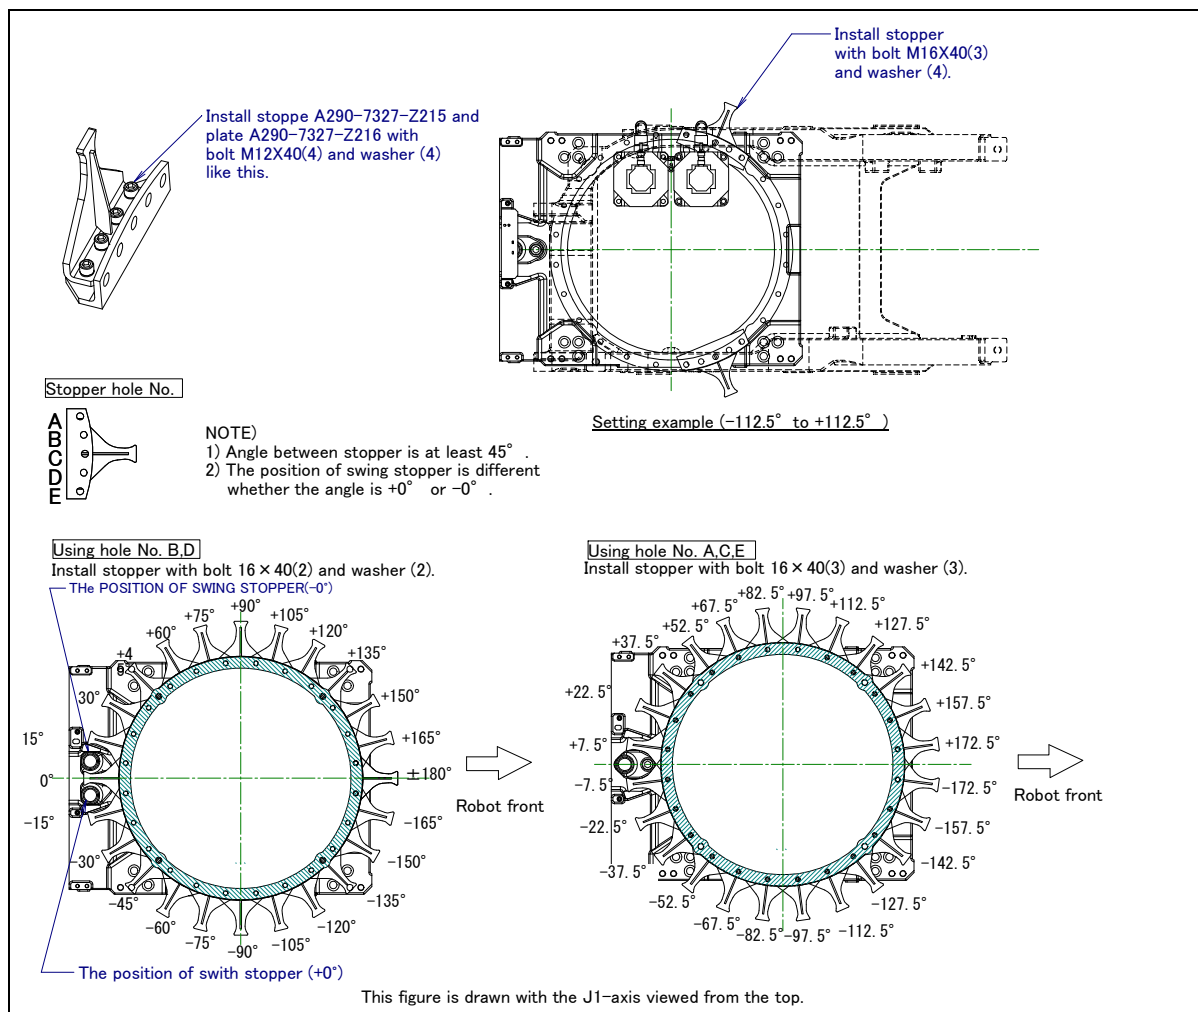 Install stopper
with bolt M16X40(3)
and washer (4).
Install stoppe A290-7327-Z215 and
plate A290-7327-Z216 with
bolt M12X40(4) and washer (4)
like this.
Setting example (-112.5° to +112.5° )
Stopper hole No.
A
B
C
D
E
NOTE)
1) Angle between stopper is at least 45° .
2) The position of swing stopper is different
whether the angle is +0° or -0° .
Using hole No. B,D
Install stopper with bolt 16×40(2) and washer (2).
THe POSITION OF SWING STOPPER(-0°)
+90°
+75°
+105°
+60°
+120°
+4
5°
+135°
30°
+150°
15°
+165°
0°
±180°
-15°
-165°
-30°
-150°
-45°
-135°
-60°
-120°
-75°
-105°
-90°
Robot front
The position of swith stopper (+0°)
Using hole No. A,C,E
Install stopper with bolt 16×40(3) and washer (3).
+82.5°
+97.5°
+67.5°
+112.5°
+52.5°
+127.5°
+37.5°
+142.5°
+22.5°
+157.5°
+7.5°
+172.5°
-7.5°
-172.5°
-22.5°
-157.5°
-37.5°
-142.5°
-52.5°
-127.5°
-67.5°
-112.5°
-82.5°
-97.5°
Robot front
This figure is drawn with the J1-axis viewed from the top.